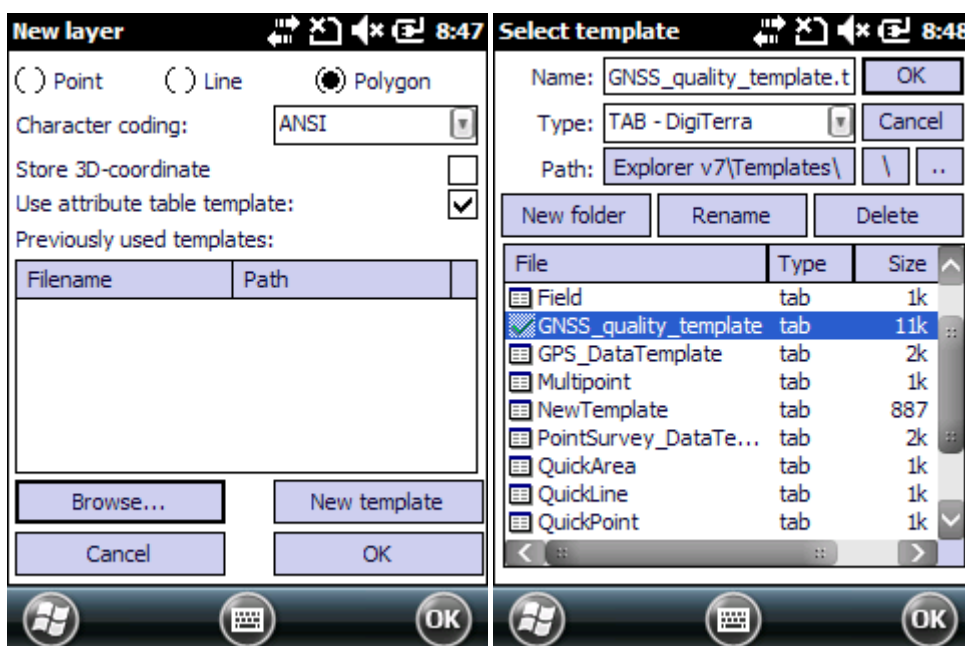 New layer 8:47
Point Line Polygon
Character coding: ANSI
Store 3D-coordinate
Use attribute table template:
Previously used templates:
Filename Path
Browse... New template
Cancel OK
OK
Select template 8:48
Name: GNSS_quality_template.t OK
Type: TAB - DigiTerra Cancel
Path: Explorer v7\Templates\ \ ..
New folder Rename Delete
File Type Size
Field tab 1k
GNSS_quality_template tab 11k
GPS_DataTemplate tab 2k
Multipoint tab 1k
NewTemplate tab 887
PointSurvey_DataTe... tab 2k
QuickArea tab 1k
QuickLine tab 1k
QuickPoint tab 1k
OK